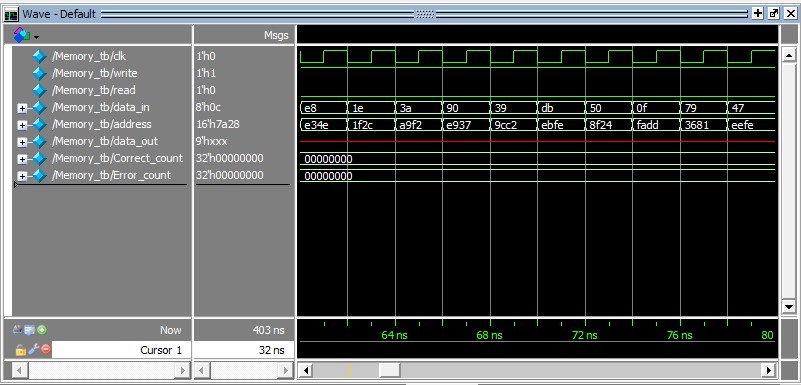 Wave - Default
Msgs
/Memory_tb/clk 1'h0
/Memory_tb/write 1'h1
/Memory_tb/read 1'h0
/Memory_tb/data_in 8'h0c e8 1e 3a 90 39 db 50 0f 79 47
/Memory_tb/address 16'h7a28 e34e 1f2c a9f2 e937 9cc2 ebfe 8f24 fadd 3681 eefe
/Memory_tb/data_out 9'hxxx
/Memory_tb/Correct_count 32'h00000000 00000000
/Memory_tb/Error_count 32'h00000000 00000000
Now 403 ns 64 ns 68 ns 72 ns 76 ns 80
Cursor 1 32 ns